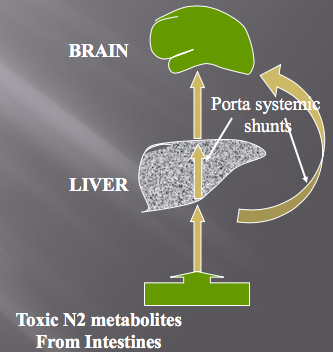 BRAIN
Porta systemic
shunts
LIVER
Toxic N2 metabolites
From Intestines